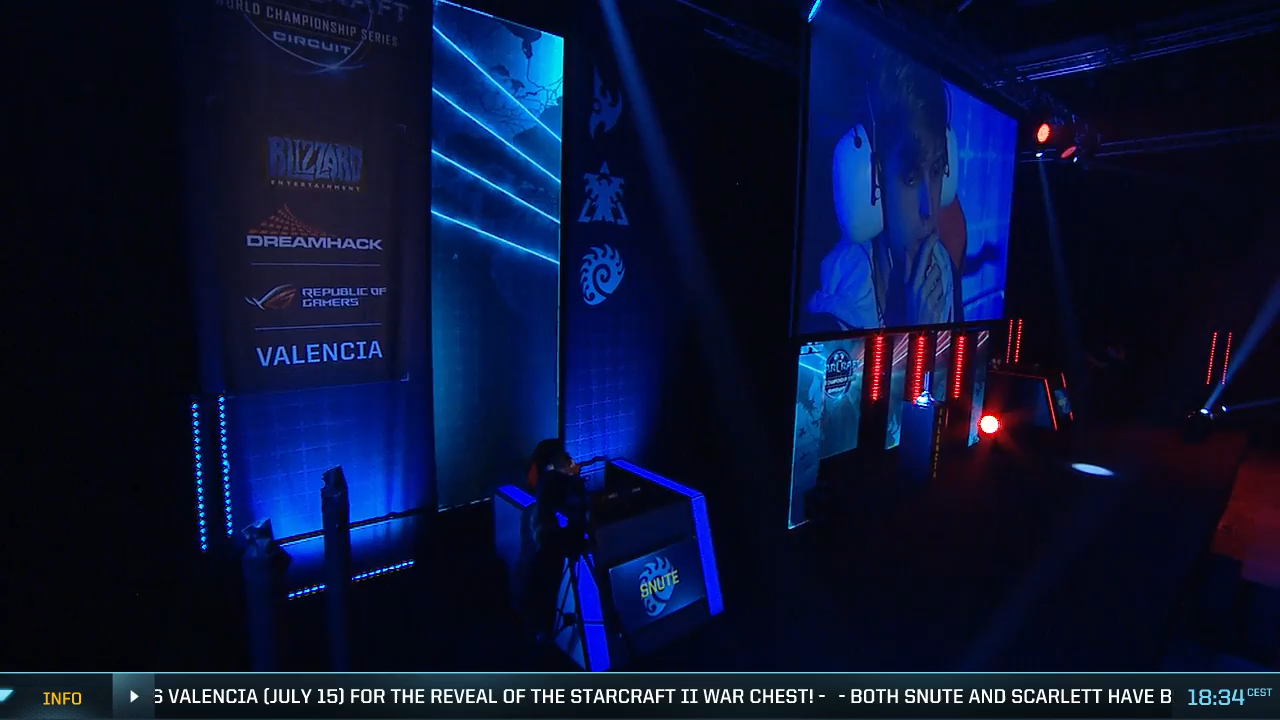 WORLD CHAMPIONSHIP SERIES
CIRCUIT
BLIZZARD
ENTERTAINMENT
DREAMHACK
REPUBLIC OF
GAMERS
VALENCIA
SNUTE
INFO
S VALENCIA (JULY 15) FOR THE REVEAL OF THE STARCRAFT II WAR CHEST! - - BOTH SNUTE AND SCARLETT HAVE B
18:34 CEST